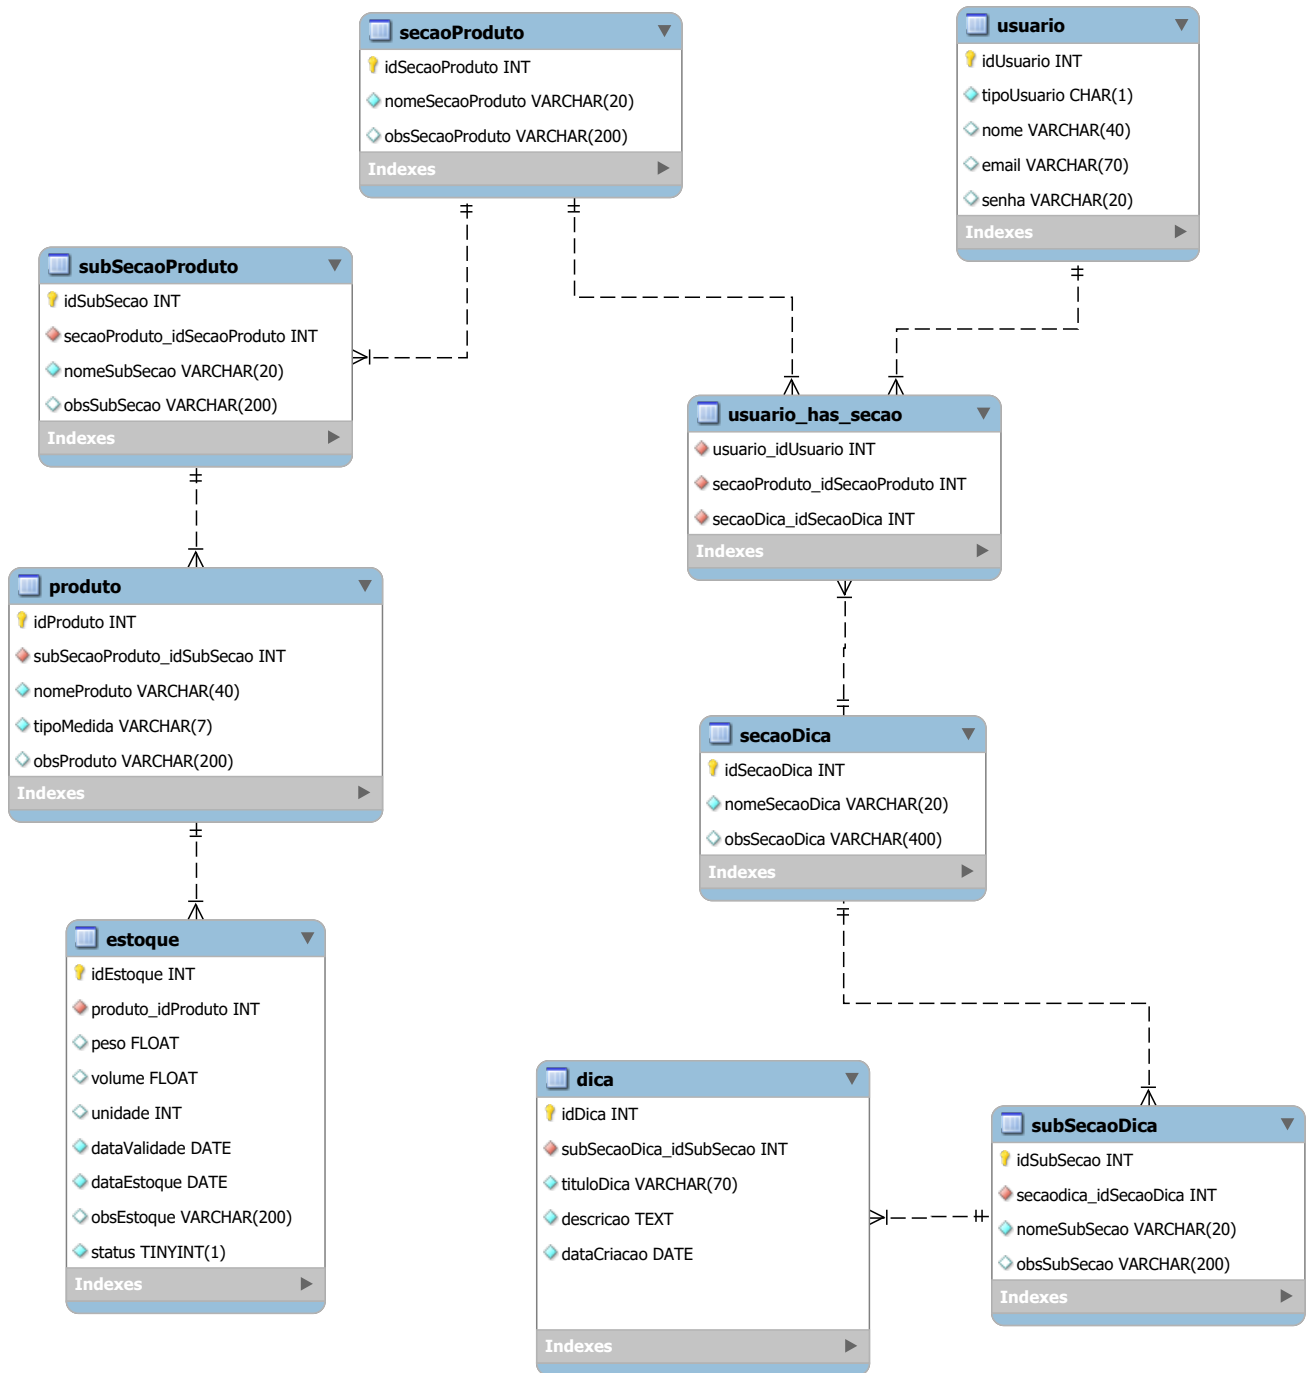 secaoProduto
idSecaoProduto INT
nomeSecaoProduto VARCHAR(20)
obsSecaoProduto VARCHAR(200)
Indexes
usuario
idUsuario INT
tipoUsuario CHAR(1)
nome VARCHAR(40)
email VARCHAR(70)
senha VARCHAR(20)
Indexes
subSecaoProduto
idSubSecao INT
secaoProduto_idSecaoProduto INT
nomeSubSecao VARCHAR(20)
obsSubSecao VARCHAR(200)
Indexes
usuario_has_secao
usuario_idUsuario INT
secaoProduto_idSecaoProduto INT
secaoDica_idSecaoDica INT
Indexes
produto
idProduto INT
subSecaoProduto_idSubSecao INT
nomeProduto VARCHAR(40)
tipoMedida VARCHAR(7)
obsProduto VARCHAR(200)
Indexes
secaoDica
idSecaoDica INT
nomeSecaoDica VARCHAR(20)
obsSecaoDica VARCHAR(400)
Indexes
estoque
idEstoque INT
produto_idProduto INT
peso FLOAT
volume FLOAT
unidade INT
dataValidade DATE
dataEstoque DATE
obsEstoque VARCHAR(200)
status TINYINT(1)
Indexes
dica
idDica INT
subSecaoDica_idSubSecao INT
tituloDica VARCHAR(70)
descricao TEXT
dataCriacao DATE
Indexes
subSecaoDica
idSubSecao INT
secaodica_idSecaoDica INT
nomeSubSecao VARCHAR(20)
obsSubSecao VARCHAR(200)
Indexes